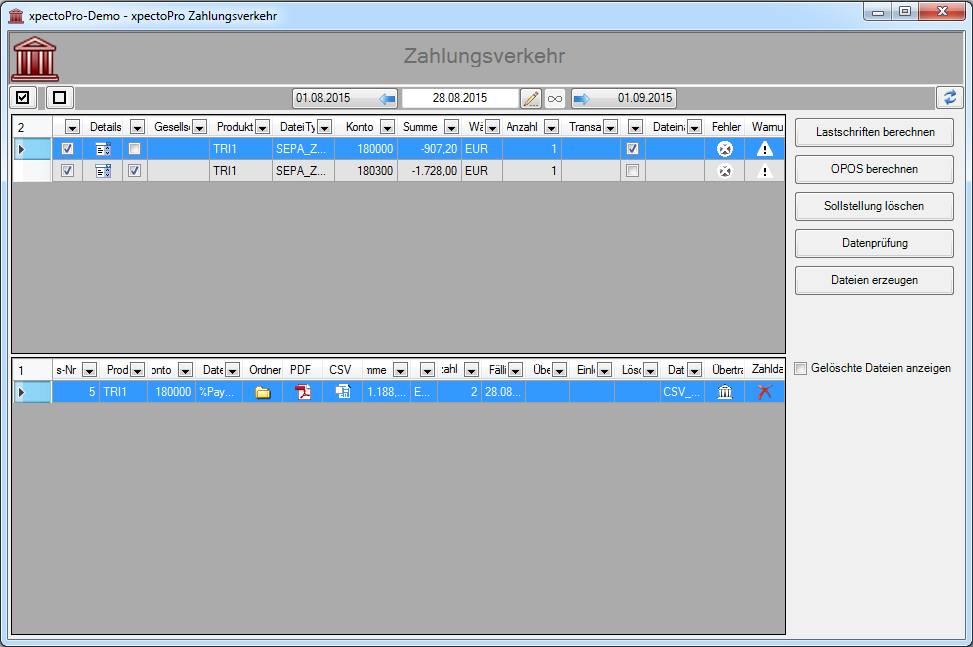 xpectoPro-Demo - xpectoPro Zahlungsverkehr
Zahlungsverkehr
01.08.2015 28.08.2015 01.09.2015
2 Details Gesells Produkt DateiTy Konto Summe Wä Anzahl Transa Dateina Fehler Warnu
TRI1 SEPA_Z... 180000 -907,20 EUR 1
TRI1 SEPA_Z... 180300 -1.728,00 EUR 1
Lastschriften berechnen
OPOS berechnen
Sollstellung löschen
Datenprüfung
Dateien erzeugen
1 s-Nr Prod onto Date Ordner PDF CSV mme zahl Fälli Übe Einl Lösc Dat Übertra Zahlda
5 TRI1 180000 %Pay... 1.188,... E... 2 28.08... CSV_...
Gelöschte Dateien anzeigen